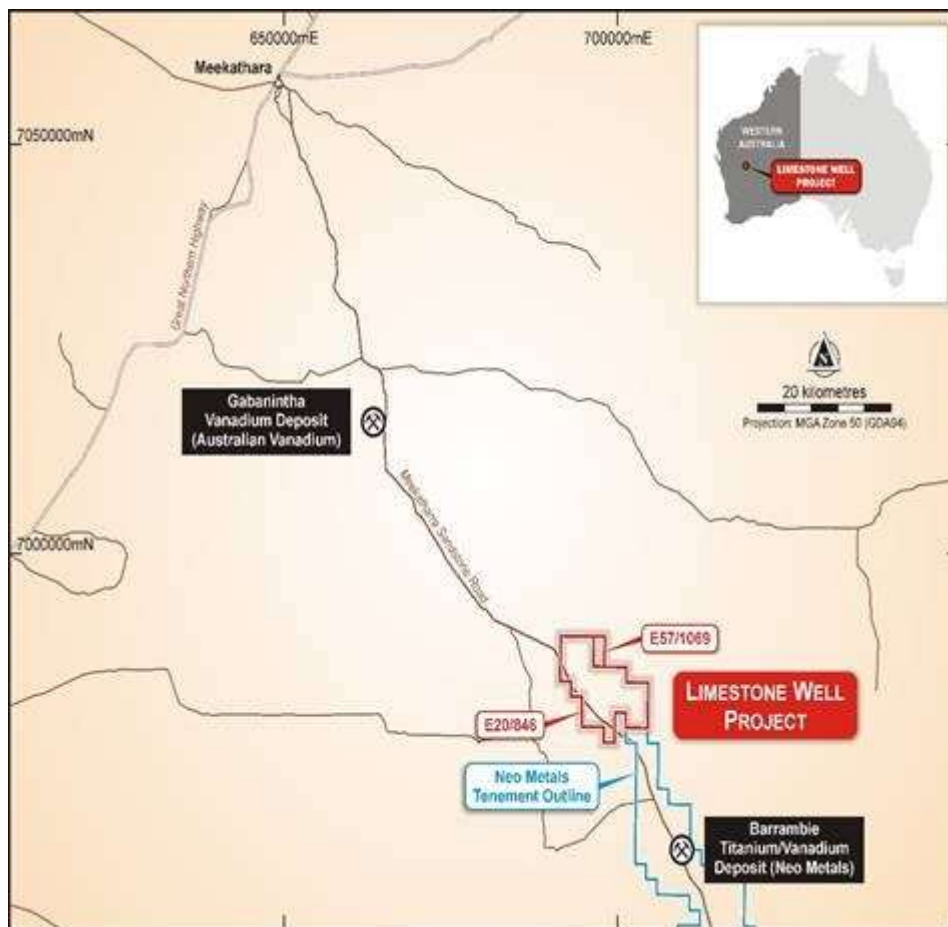 650000mE
700000mE
Meekathara
7050000mN
WESTERN
AUSTRALIA
LIMESTONE WELL
PROJECT
Great Northern Highway
N
20 kilometres
Projection: MGA Zone 50 (GDA94)
Gabanintha
Vanadium Deposit
(Australian Vanadium)
Meekatharra Sandstone Road
7000000mN
E57/1069
LIMESTONE WELL
PROJECT
E20/846
Neo Metals
Tenement Outline
Barrambie
Titanium/Vanadium
Deposit (Neo Metals)